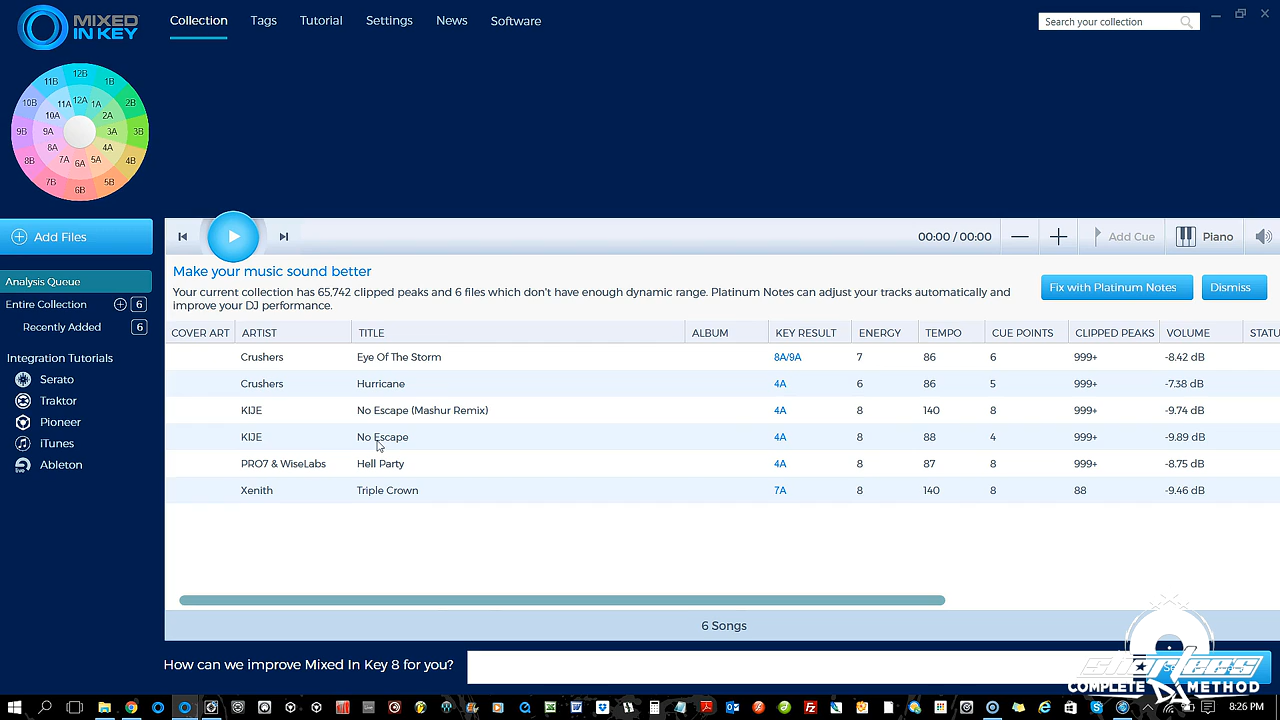 MIXED
IN KEY
Collection Tags Tutorial Settings News Software
Search your collection
12B
11B 1B
10B 12A 2B
11A 1A
10A 2A
9B 9A 3A 3B
8A 4A
8B 7A 6A 5A 4B
7B 5B
6B
Add Files
00:00 / 00:00 Add Cue Piano
Analysis Queue
Entire Collection 6
Recently Added 6
Integration Tutorials
Serato
Traktor
Pioneer
iTunes
Ableton
live
Make your music sound better
Your current collection has 65,742 clipped peaks and 6 files which don't have enough dynamic range. Platinum Notes can adjust your tracks automatically and
improve your DJ performance.
Fix with Platinum Notes Dismiss
COVER ART ARTIST TITLE ALBUM KEY RESULT ENERGY TEMPO CUE POINTS CLIPPED PEAKS VOLUME STATU
Crushers Eye Of The Storm 8A/9A 7 86 6 999+ -8.42 dB
Crushers Hurricane 4A 6 86 5 999+ -7.38 dB
KIJE No Escape (Mashur Remix) 4A 8 140 8 999+ -9.74 dB
KIJE No Escape 4A 8 88 4 999+ -9.89 dB
PRO7 & WiseLabs Hell Party 4A 8 87 8 999+ -8.75 dB
Xenith Triple Crown 7A 8 140 8 88 -9.46 dB
6 Songs
How can we improve Mixed In Key 8 for you?
shortees
COMPLETE DJ METHOD
8:26 PM